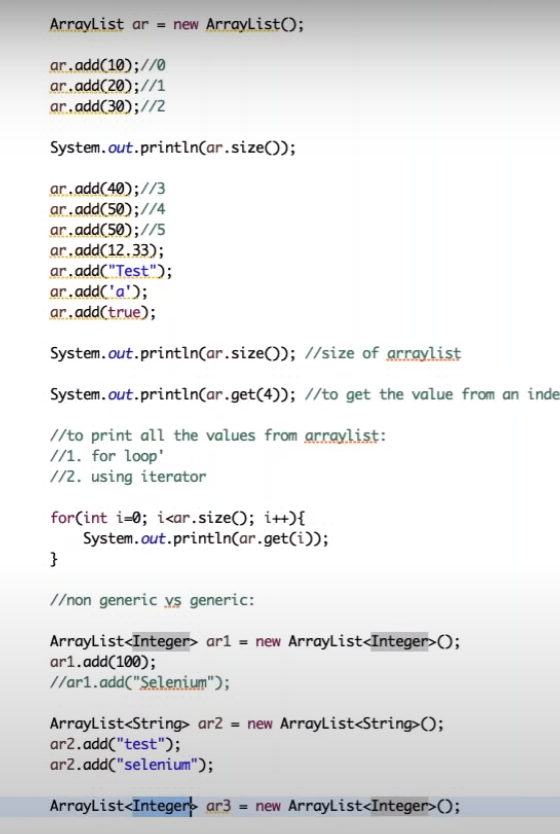 ArrayList ar = new ArrayList();
ar.add(10);//0
ar.add(20);//1
ar.add(30);//2
System.out.println(ar.size());
ar.add(40);//3
ar.add(50);//4
ar.add(50);//5
ar.add(12.33);
ar.add("Test");
ar.add('a');
ar.add(true);
System.out.println(ar.size()); //size of arraylist
System.out.println(ar.get(4)); //to get the value from an inde
//to print all the values from arraylist:
//1. for loop'
//2. using iterator
for(int i=0; i<ar.size(); i++){
System.out.println(ar.get(i));
}
//non generic vs generic:
ArrayList<Integer> ar1 = new ArrayList<Integer>();
ar1.add(100);
//ar1.add("Selenium");
ArrayList<String> ar2 = new ArrayList<String>();
ar2.add("test");
ar2.add("selenium");
ArrayList<Integer> ar3 = new ArrayList<Integer>();